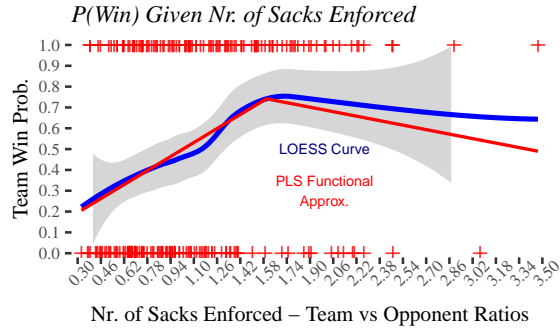 P(Win) Given Nr. of Sacks Enforced
Team Win Prob.
1.0
0.9
0.8
0.7
0.6
0.5
0.4
0.3
0.2
0.1
0.0
LOESS Curve
PLS Functional
Approx.
0.30 0.46 0.62 0.78 0.94 1.10 1.26 1.42 1.58 1.74 1.90 2.06 2.22 2.38 2.54 2.70 2.86 3.02 3.18 3.34 3.50
Nr. of Sacks Enforced – Team vs Opponent Ratios